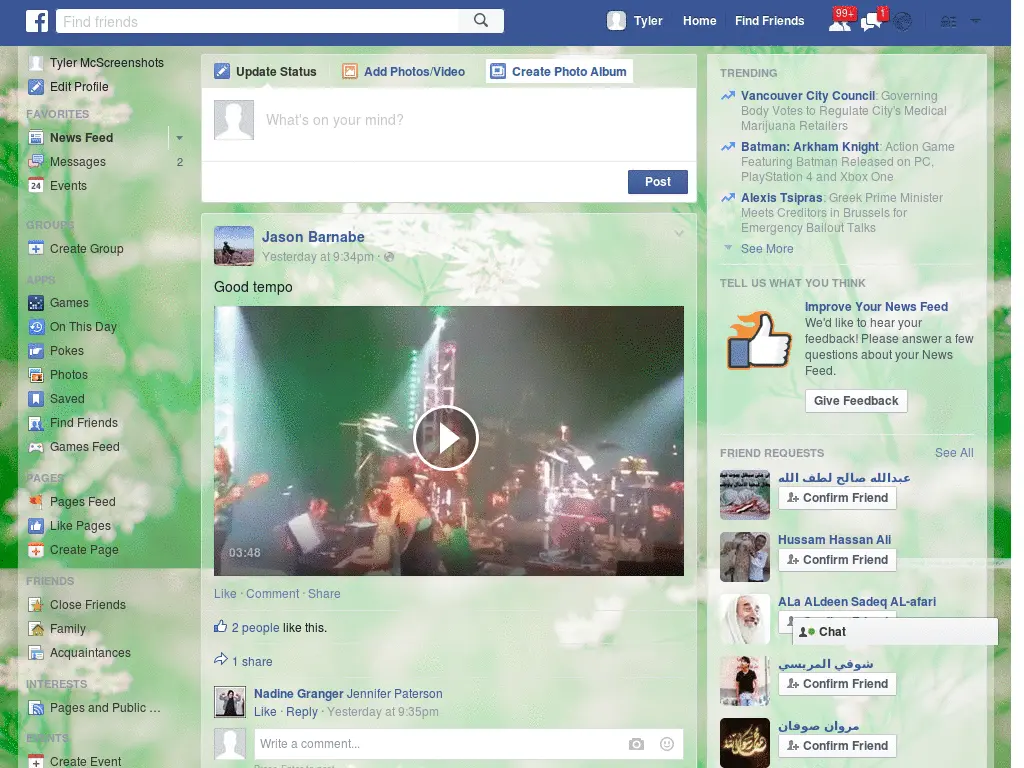 Find friends
Tyler
Home
Find Friends
99+
1
Tyler McScreenshots
Edit Profile
FAVORITES
News Feed
Messages 2
24 Events
GROUPS
Create Group
APPS
Games
On This Day
Pokes
Photos
Saved
Find Friends
Games Feed
PAGES
Pages Feed
Like Pages
Create Page
FRIENDS
Close Friends
Family
Acquaintances
INTERESTS
Pages and Public ...
EVENTS
Create Event
Update Status
Add Photos/Video
Create Photo Album
What's on your mind?
Post
Jason Barnabe
Yesterday at 9:34pm ·
Good tempo
03:48
Like · Comment · Share
2 people like this.
1 share
Nadine Granger Jennifer Paterson
Like · Reply · Yesterday at 9:35pm
Write a comment...
TRENDING
Vancouver City Council: Governing
Body Votes to Regulate City's Medical
Marijuana Retailers
Batman: Arkham Knight: Action Game
Featuring Batman Released on PC,
PlayStation 4 and Xbox One
Alexis Tsipras: Greek Prime Minister
Meets Creditors in Brussels for
Emergency Bailout Talks
See More
TELL US WHAT YOU THINK
Improve Your News Feed
We'd like to hear your
feedback! Please answer a few
questions about your News
Feed.
Give Feedback
FRIEND REQUESTS See All
عبدالله صالح لطف الله
Confirm Friend
Hussam Hassan Ali
Confirm Friend
ALa ALdeen Sadeq AL-afari
Chat
شوقي المريسي
Confirm Friend
مروان صوفان
Confirm Friend